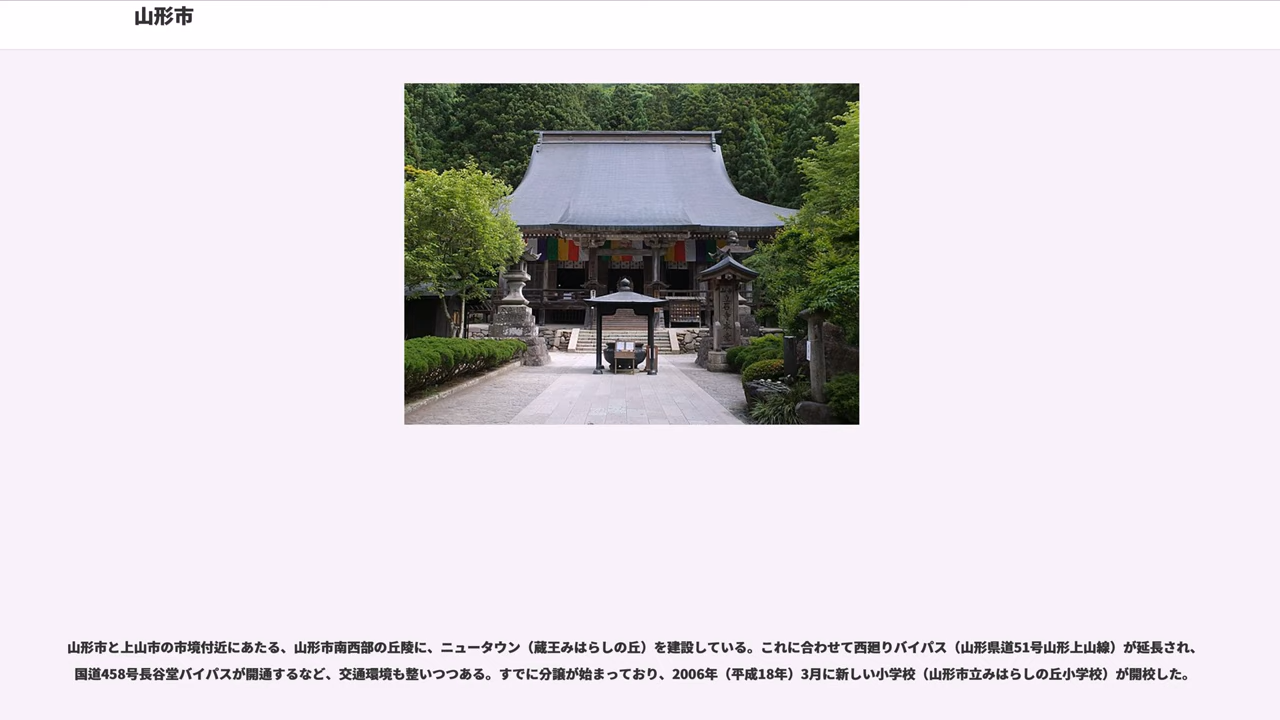 山形市
山形市と上山市の市境付近にあたる、山形市南西部の丘陵に、ニュータウン（蔵王みはらしの丘）を建設している。これに合わせて西廻りバイパス（山形県道51号山形上山線）が延長され、
国道458号長谷堂バイパスが開通するなど、交通環境も整いつつある。すでに分譲が始まっており、2006年（平成18年）3月に新しい小学校（山形市立みはらしの丘小学校）が開校した。